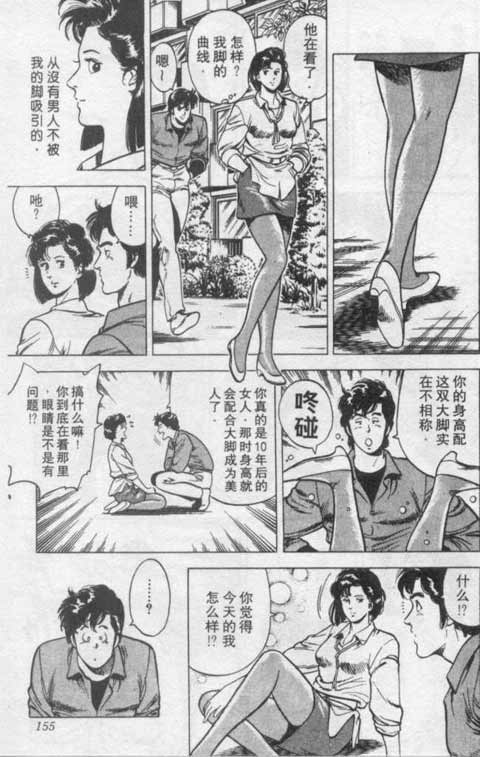 他在看了．
怎样？
我脚的
曲线．
嗯～
从沒有男人不被
我的脚吸引的．
喂……
吔？
你的身高配
这双大脚实
在不相称．
咚碰
你真的是10年后的
女人．那时身高就
会配合大脚成为美
人了．
搞什么嘛！
你到底在看那里
．眼睛是不是有
问題!?
什么!?
你觉得
今天的我
怎么样!?
……?
155